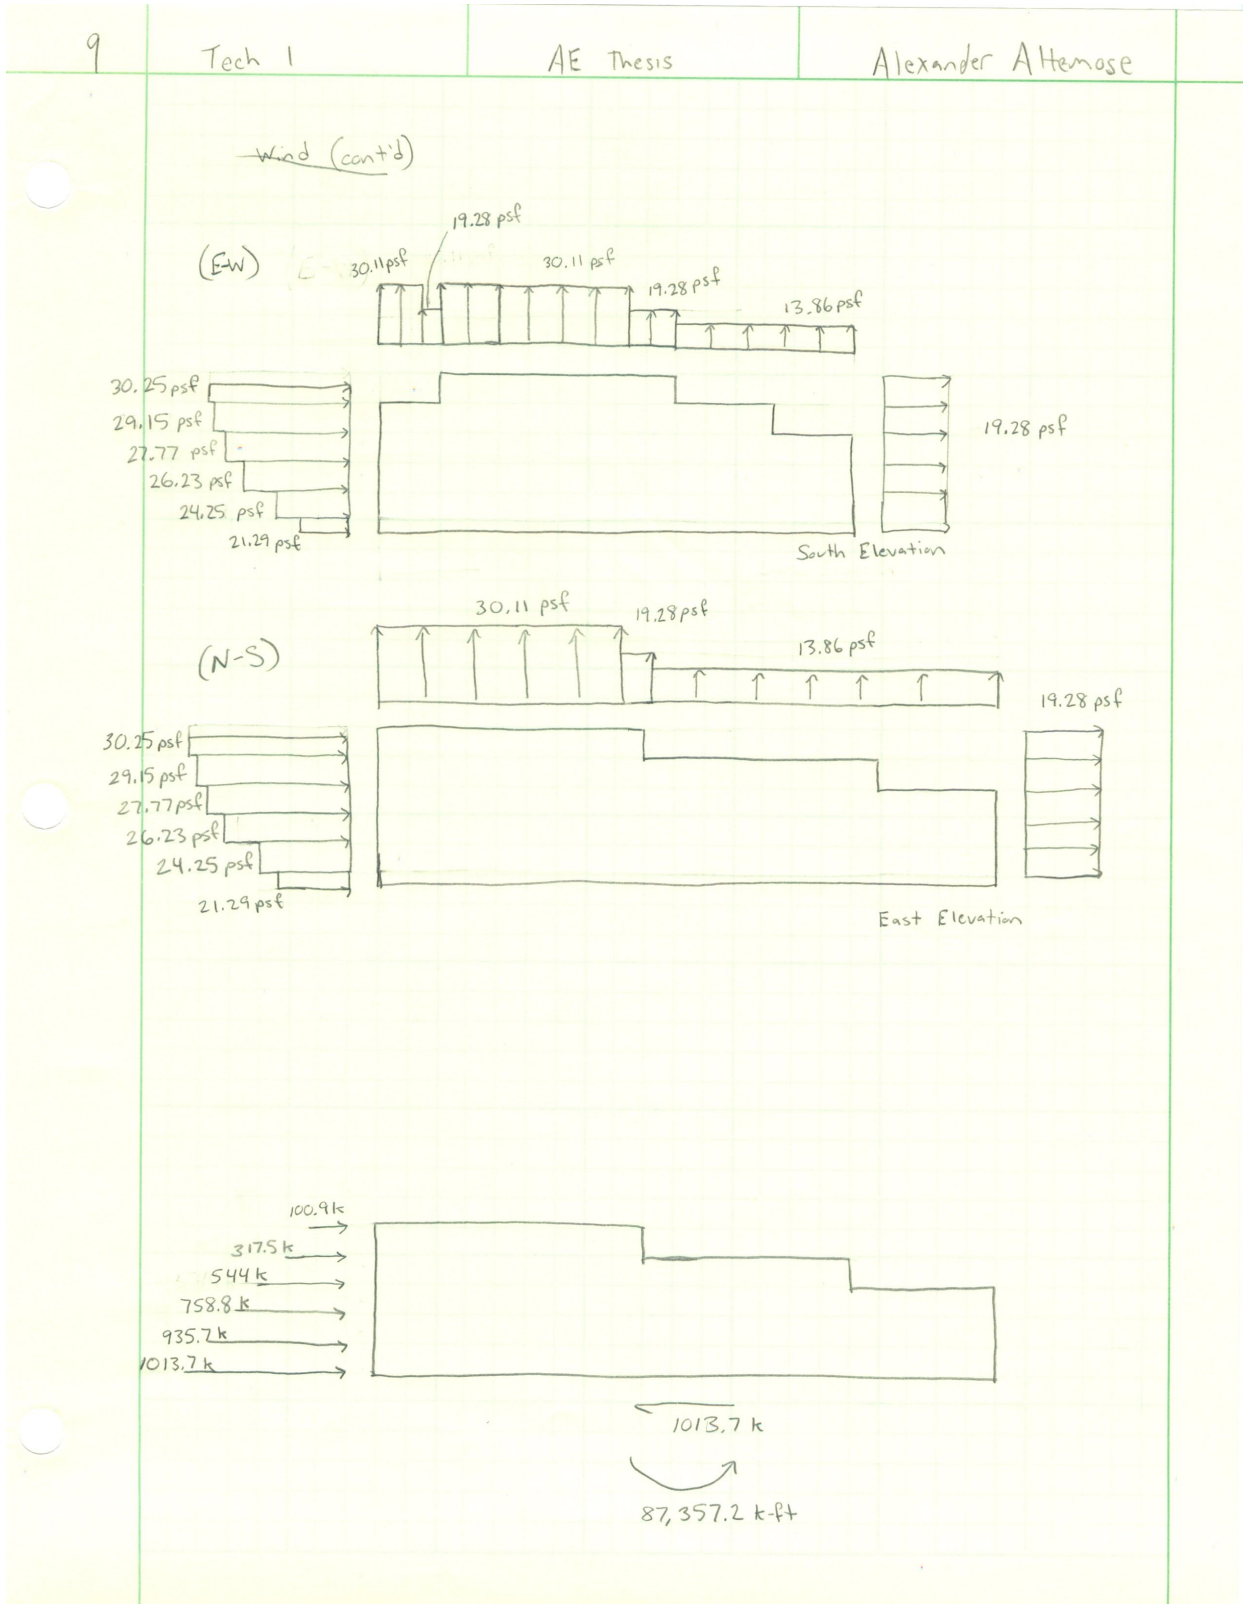 9 Tech 1 AE Thesis Alexander Altemose
Wind (cont'd)
19.28 psf
(E-W) 30.11 psf 30.11 psf
19.28 psf
13.86 psf
30.25 psf
29.15 psf
19.28 psf
27.77 psf
26.23 psf
24.25 psf
21.29 psf
South Elevation
30.11 psf
19.28 psf
(N-S)
13.86 psf
19.28 psf
30.25 psf
29.15 psf
27.77 psf
26.23 psf
24.25 psf
21.29 psf
East Elevation
100.9 k
317.5 k
544 k
758.8 k
935.7 k
1013.7 k
1013.7 k
87,357.2 k-ft